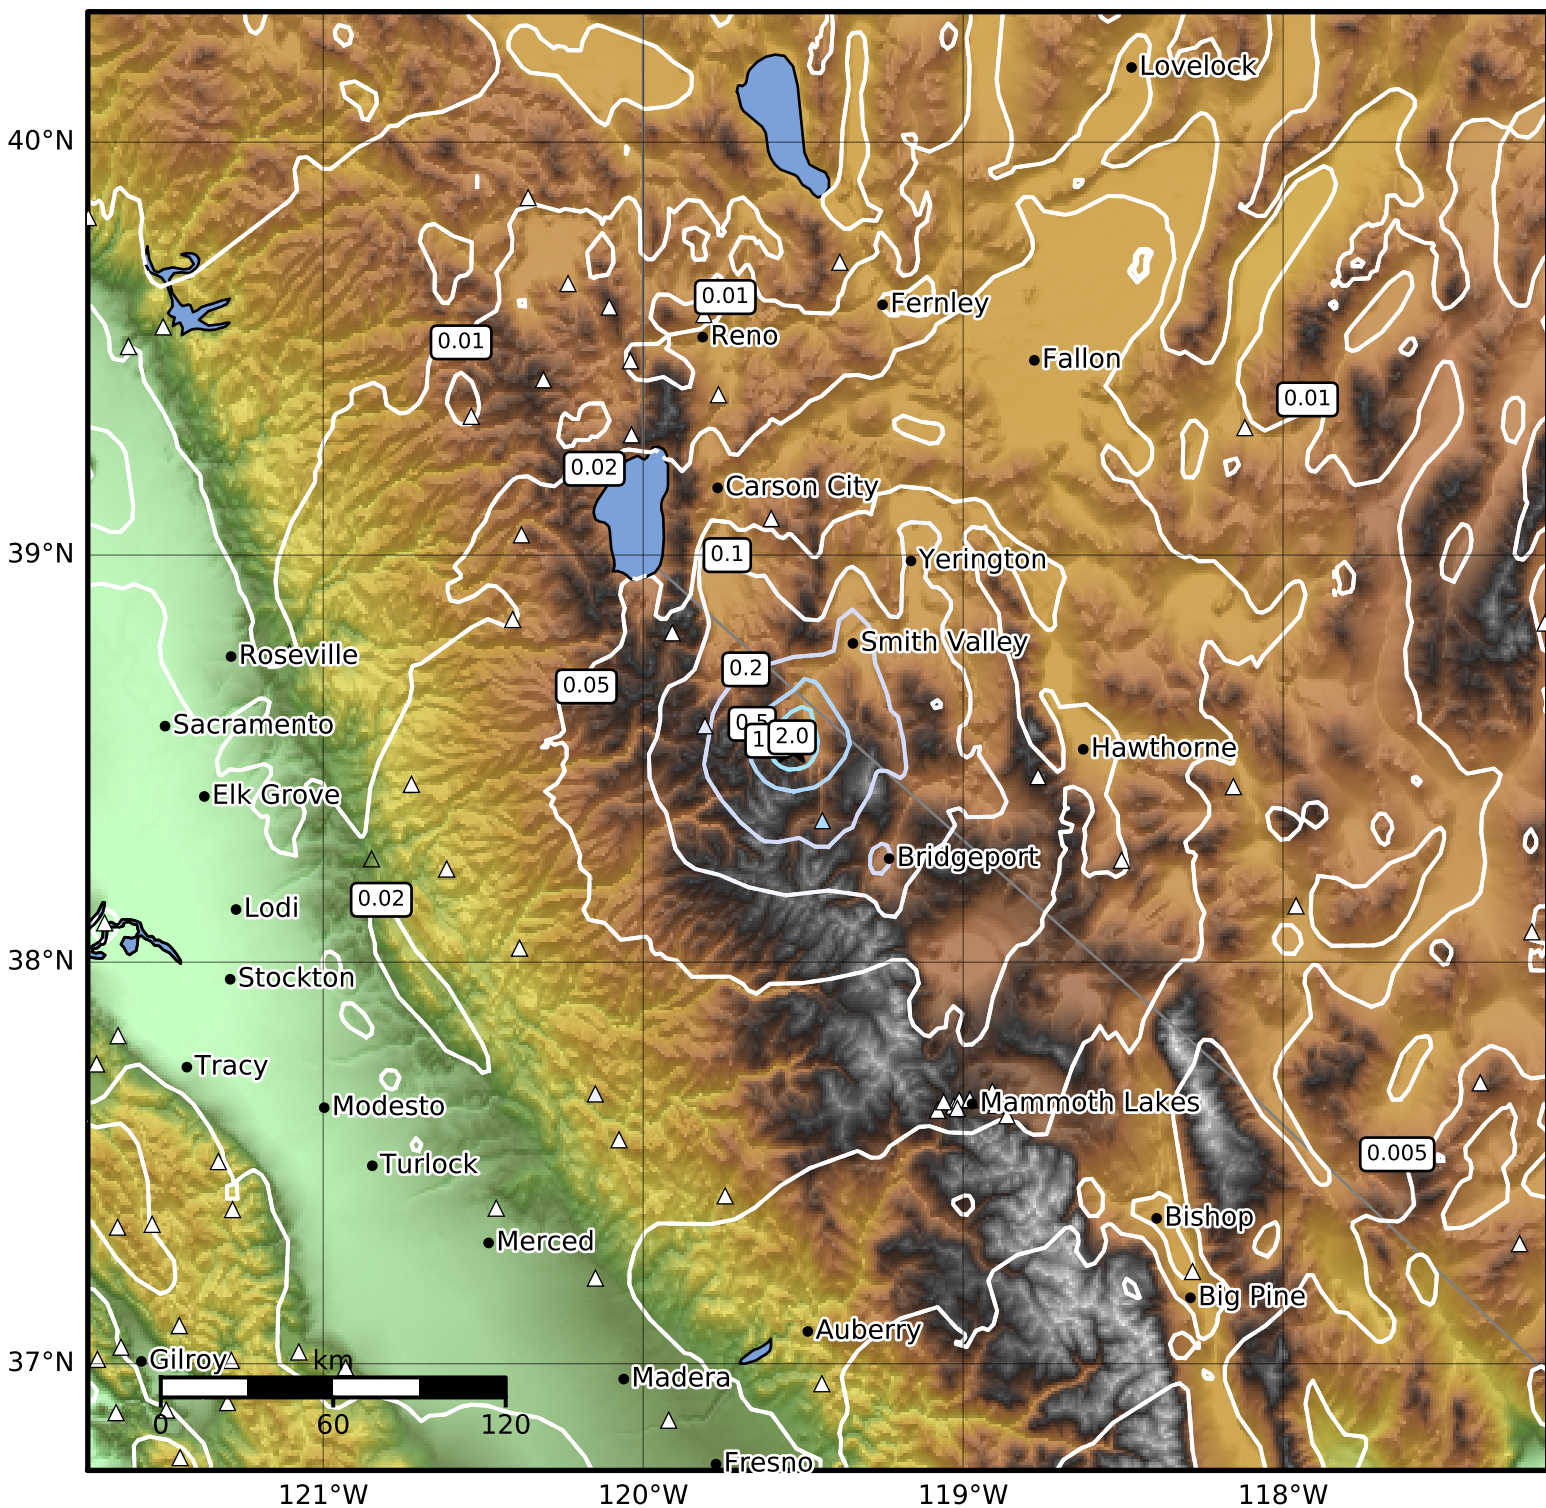 Lovelock
40°N
0.01
Fernley
0.01
Reno
Fallon
0.01
0.02
Carson City
39°N
0.1
Yerington
Smith Valley
Roseville
0.2
0.05
Sacramento
0.5
1
2.0
Hawthorne
Elk Grove
Bridgeport
0.02
Lodi
38°N
Stockton
Tracy
Mammoth Lakes
Modesto
0.005
Turlock
Bishop
Merced
Big Pine
Auberry
37°N
Gilroy
km
Madera
0 60 120
Fresno
121°W 120°W 119°W 118°W